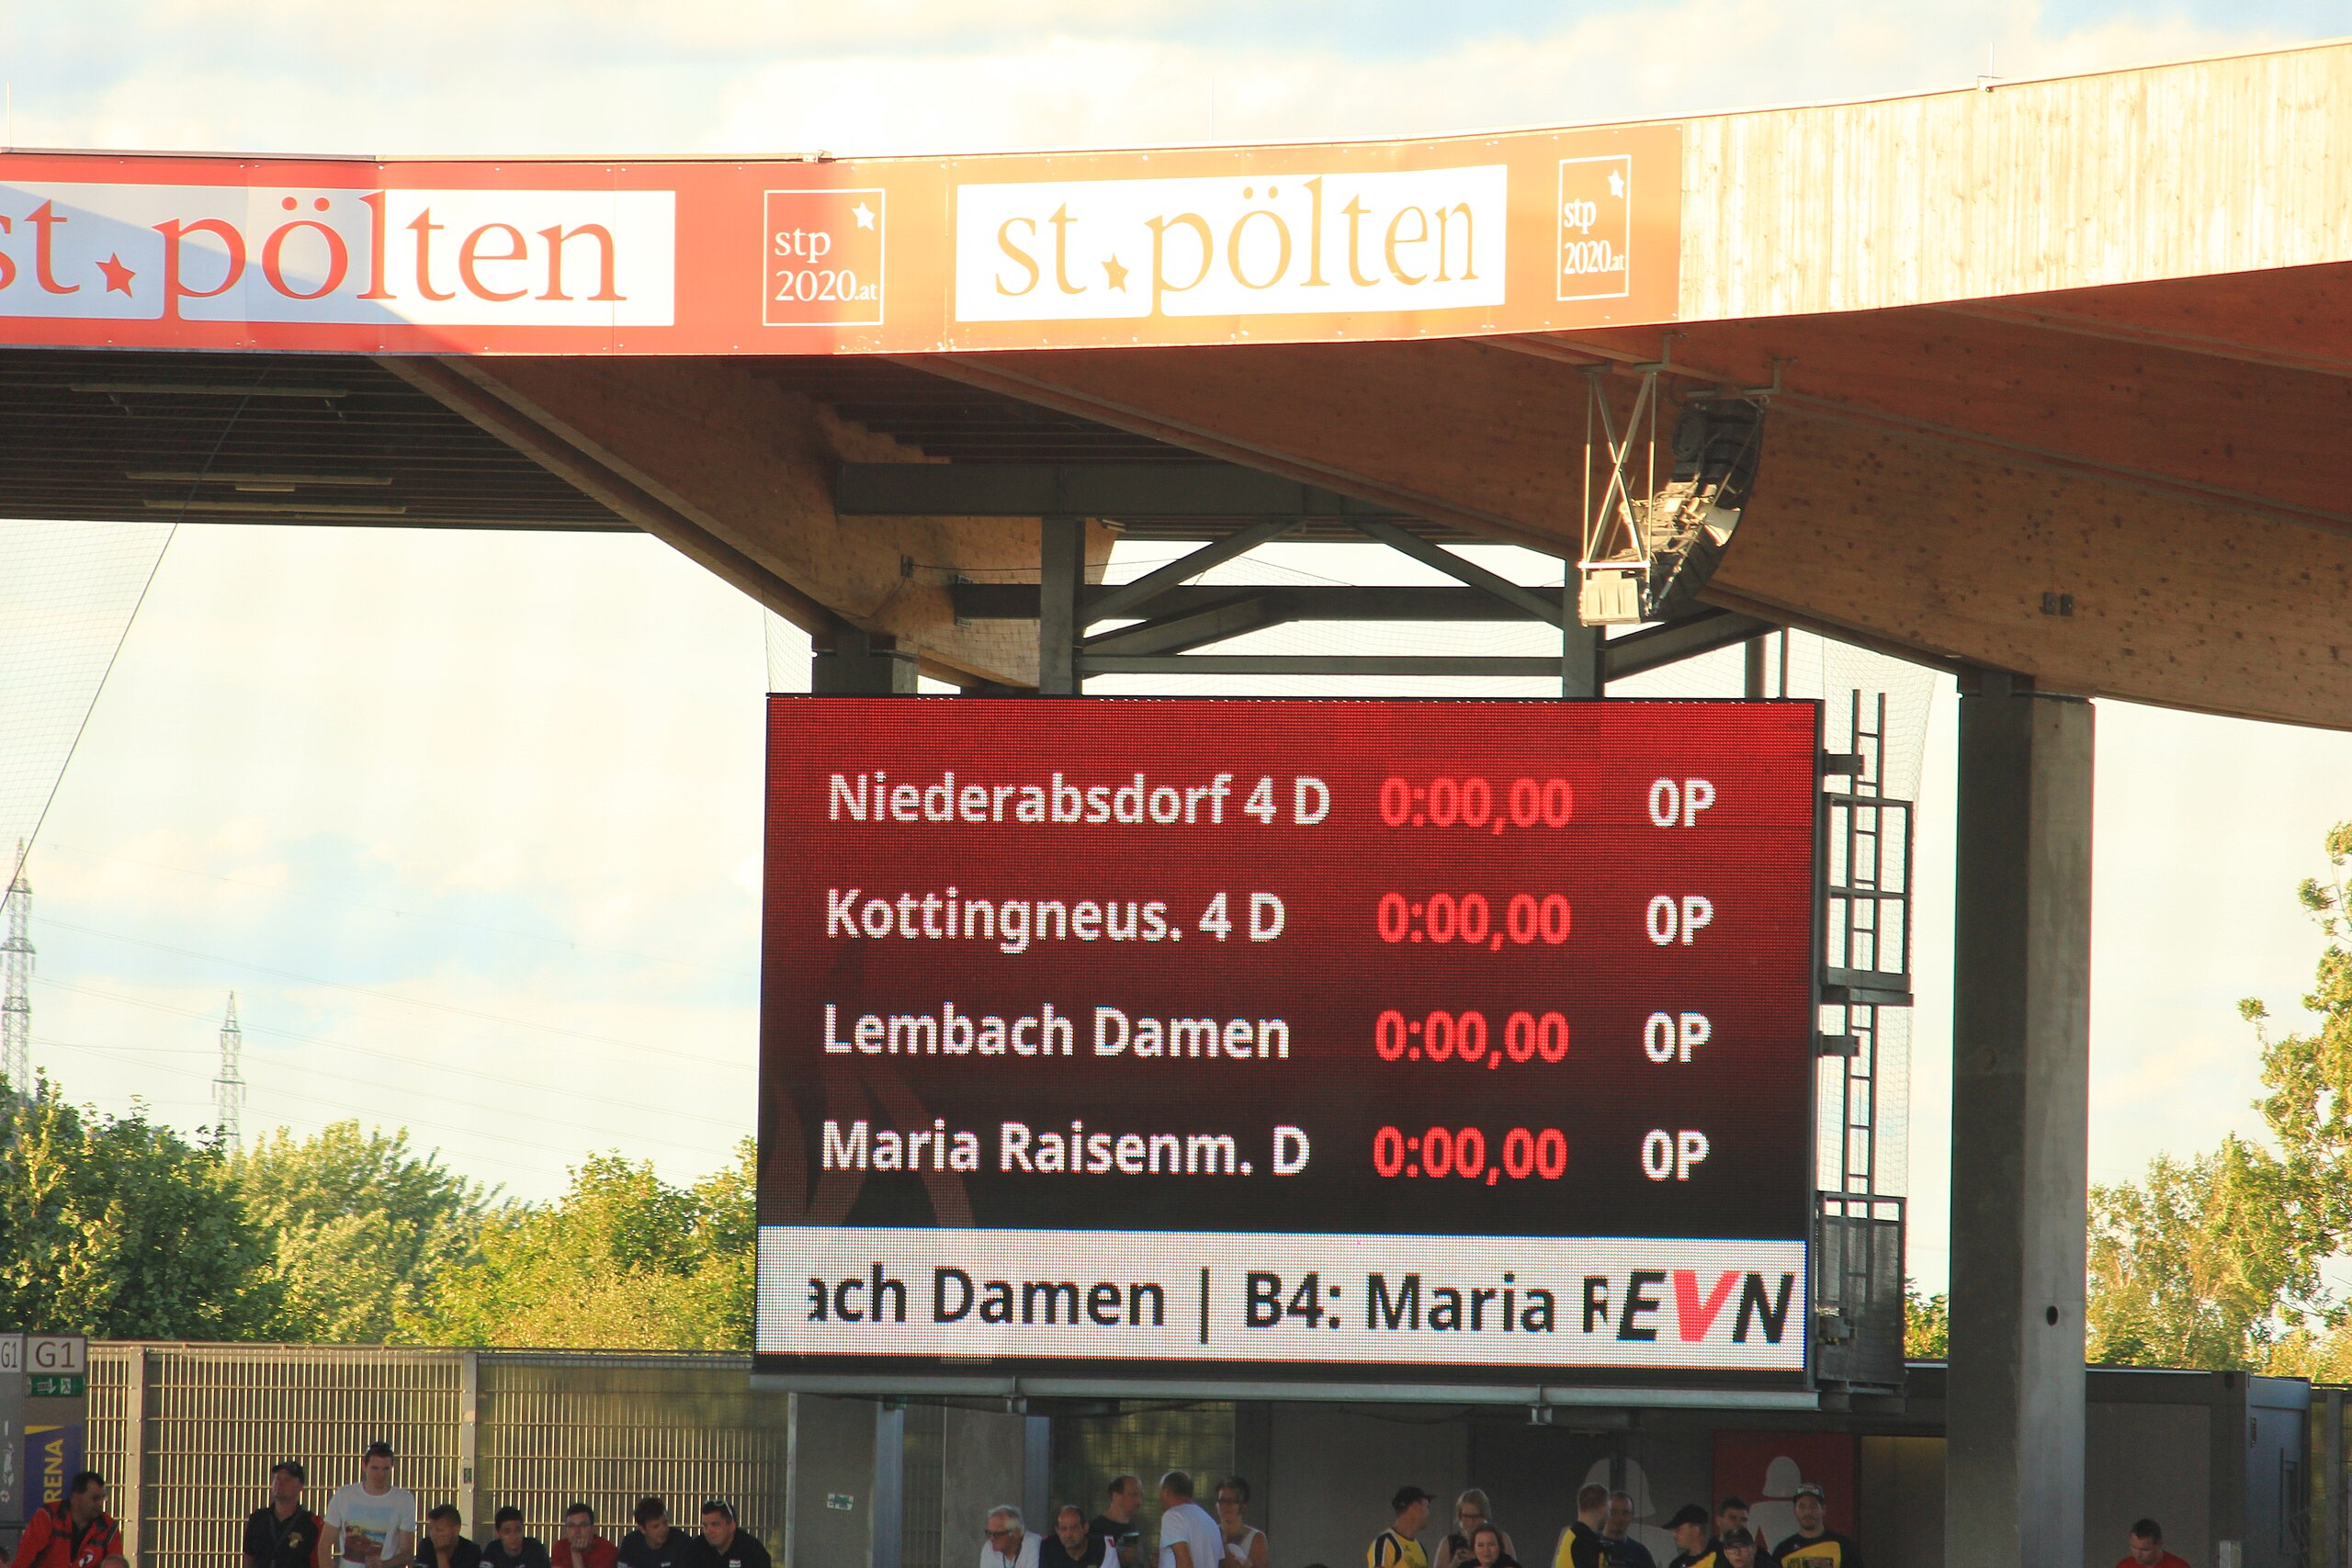 st pölten
stp
2020.at
st pölten
stp
2020.at
Niederabsdorf 4 D 0:00,00 0P
Kottingneus. 4 D 0:00,00 0P
Lembach Damen 0:00,00 0P
Maria Raisenm. D 0:00,00 0P
ach Damen | B4: Maria R
EVN
G1
G1
RENA